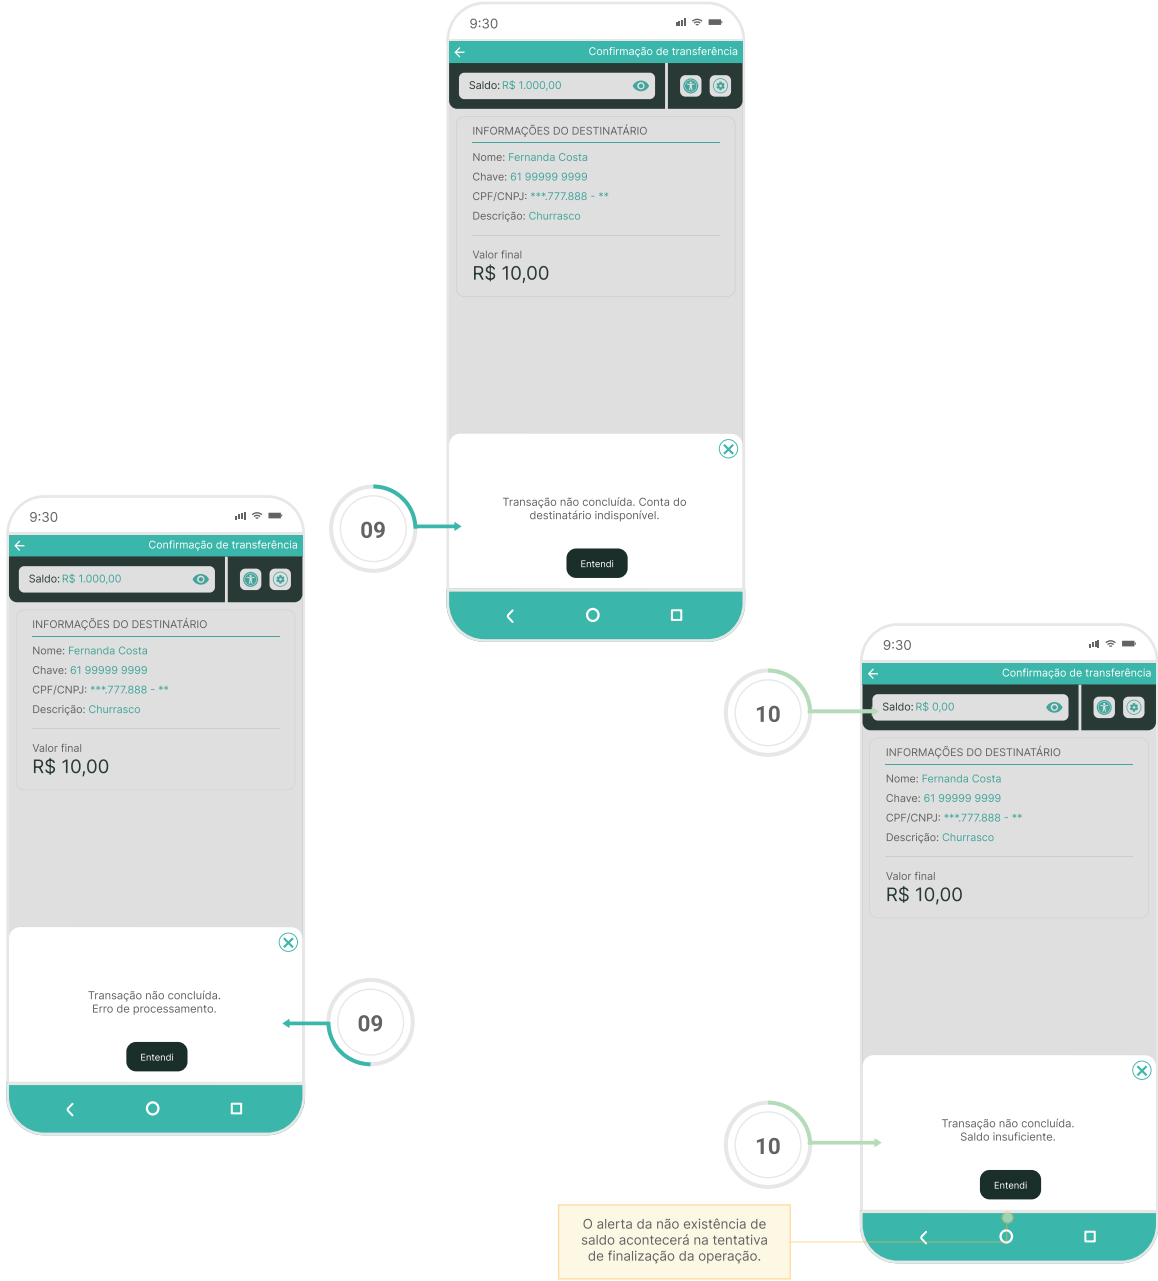 9:30
Confirmação de transferência
Saldo: R$ 1.000,00
INFORMAÇÕES DO DESTINATÁRIO
Nome: Fernanda Costa
Chave: 61 99999 9999
CPF/CNPJ: ***.777.888 - **
Descrição: Churrasco
Valor final
R$ 10,00
Transação não concluída. Conta do
destinatário indisponível.
Entendi
09
9:30
Confirmação de transferência
Saldo: R$ 1.000,00
INFORMAÇÕES DO DESTINATÁRIO
Nome: Fernanda Costa
Chave: 61 99999 9999
CPF/CNPJ: ***.777.888 - **
Descrição: Churrasco
Valor final
R$ 10,00
Transação não concluída.
Erro de processamento.
Entendi
09
9:30
Confirmação de transferência
10
Saldo: R$ 0,00
INFORMAÇÕES DO DESTINATÁRIO
Nome: Fernanda Costa
Chave: 61 99999 9999
CPF/CNPJ: ***.777.888 - **
Descrição: Churrasco
Valor final
R$ 10,00
10
Transação não concluída.
Saldo insuficiente.
Entendi
O alerta da não existência de
saldo acontecerá na tentativa
de finalização da operação.